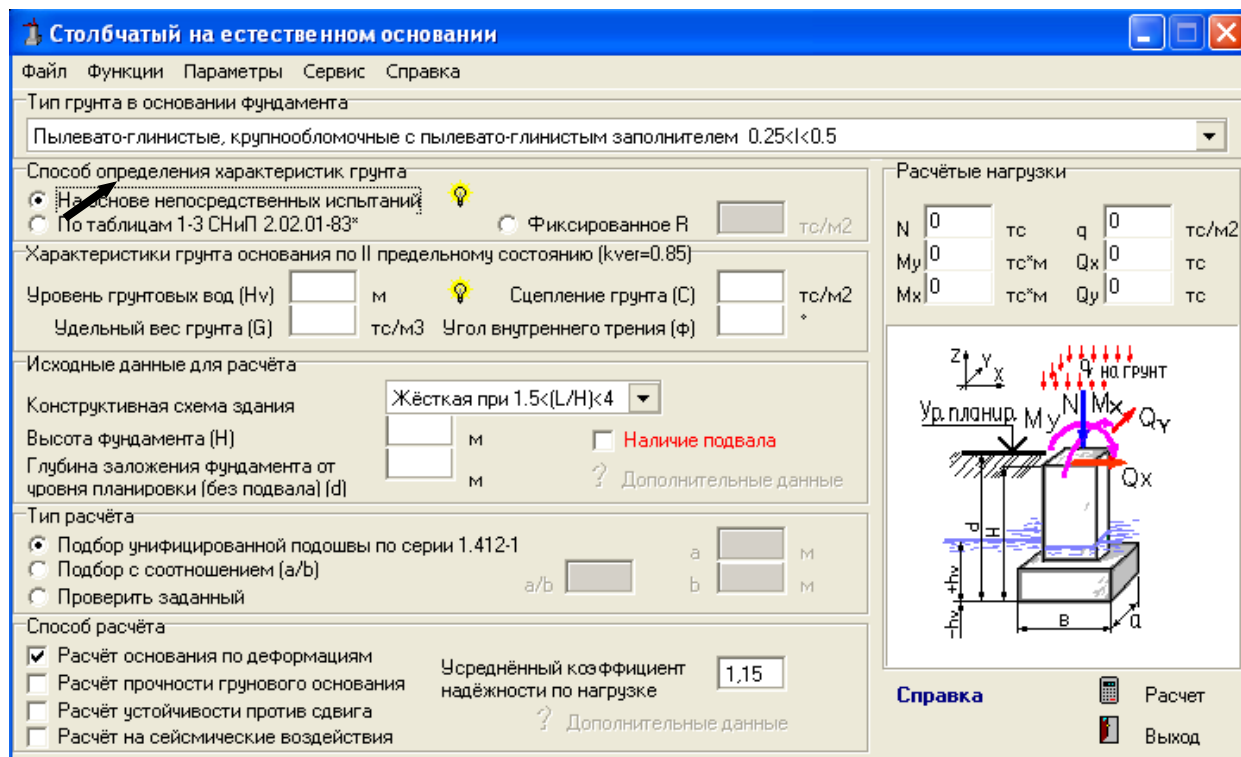 Столбчатый на естественном основании
Файл Функции Параметры Сервис Справка
Тип грунта в основании фундамента
Пылевато-глинистые, крупнообломочные с пылевато-глинистым заполнителем 0.25<I<0.5
Способ определения характеристик грунта
На основе непосредственных испытаний
По таблицам 1-3 СНиП 2.02.01-83*
Фиксированное R тс/м2
Характеристики грунта основания по II предельному состоянию (kver=0.85)
Уровень грунтовых вод (Hv) м Сцепление грунта (C) тс/м2
Удельный вес грунта (G) тс/м3 Угол внутреннего трения (φ) °
Исходные данные для расчёта
Конструктивная схема здания Жёсткая при 1.5<(L/H)<4
Высота фундамента (H) м Наличие подвала
Глубина заложения фундамента от
уровня планировки (без подвала) (d) м ? Дополнительные данные
Тип расчёта
Подбор унифицированной подошвы по серии 1.412-1 a м
Подбор с соотношением (a/b) a/b b м
Проверить заданный
Способ расчёта
Расчёт основания по деформациям
Расчёт прочности грунового основания
Расчёт устойчивости против сдвига
Расчёт на сейсмические воздействия
Усреднённый коэффициент
надёжности по нагрузке 1,15
? Дополнительные данные
Расчётые нагрузки
N 0 тс q 0 тс/м2
My 0 тс*м Qx 0 тс
Mx 0 тс*м Qy 0 тс
Z Y X q на грунт
Ур. планир. My N Mx Qy
Qx
d H
+hv
-hv B a
Справка Расчет
Выход